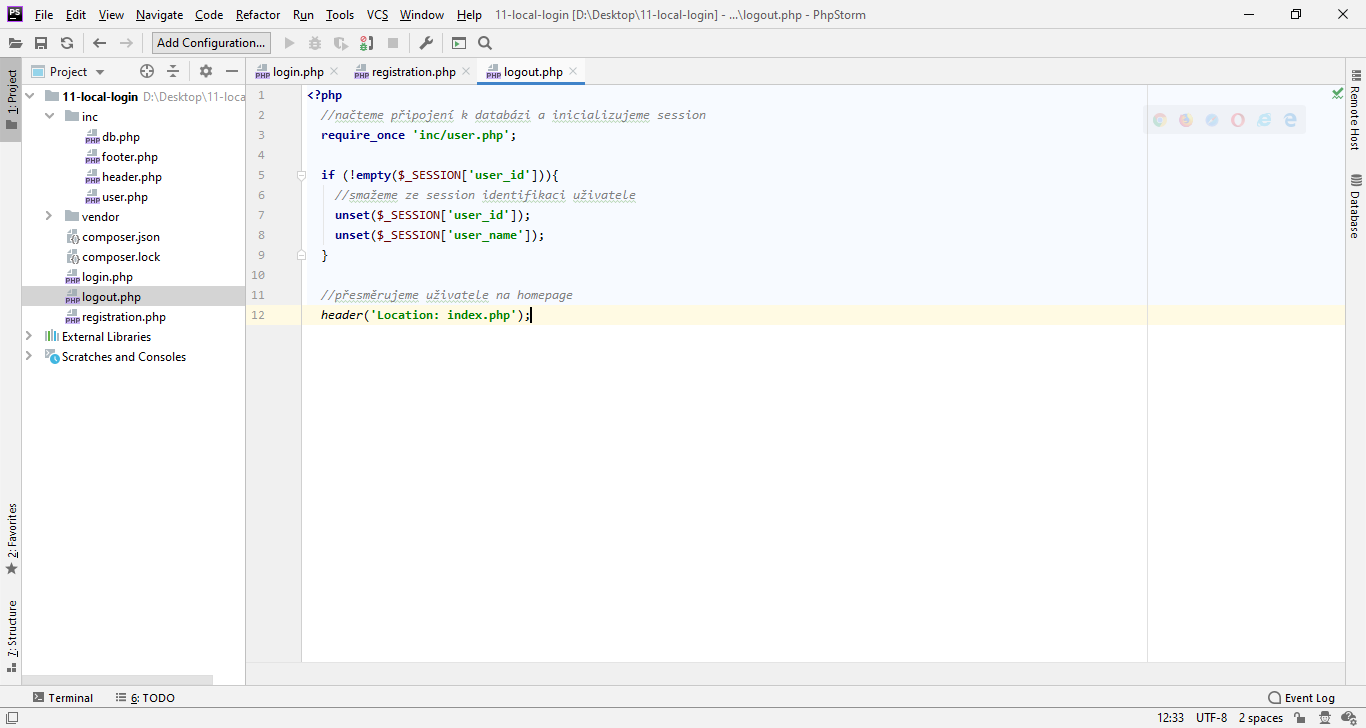 PS File Edit View Navigate Code Refactor Run Tools VCS Window Help 11-local-login [D:\Desktop\11-local-login] - ...\logout.php - PhpStorm
Add Configuration...
1: Project
Project
login.php
registration.php
logout.php
11-local-login D:\Desktop\11-loca
inc
db.php
footer.php
header.php
user.php
vendor
composer.json
composer.lock
login.php
logout.php
registration.php
External Libraries
Scratches and Consoles
1 <?php
2 //načteme připojení k databázi a inicializujeme session
3 require_once 'inc/user.php';
4
5 if (!empty($_SESSION['user_id'])){
6 //smažeme ze session identifikaci uživatele
7 unset($_SESSION['user_id']);
8 unset($_SESSION['user_name']);
9 }
10
11 //přesměrujeme uživatele na homepage
12 header('Location: index.php');
Remote Host
Database
2: Favorites
7: Structure
Terminal 6: TODO Event Log
12:33 UTF-8 2 spaces